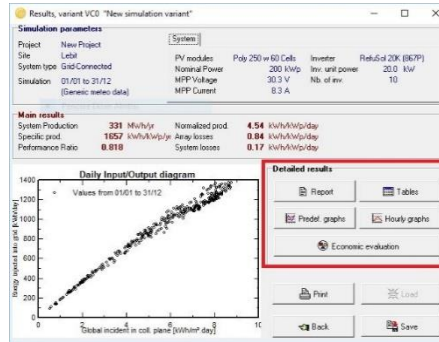 Results, variant VC0 "New simulation variant"
Simulation parameters
System
Project New Project
Site Lebit
System type Grid-Connected
Simulation 01/01 to 31/12
(Generic meteo data)
PV modules Poly 250 w 60 Cells Inverter RefuSol 20K (867P)
Nominal Power 200 kWp Inv. unit power 20.0 kW
MPP Voltage 30.3 V Nb. of inv. 10
MPP Current 8.3 A
Main results
System Production 331 MWh/yr Normalized prod. 4.54 kWh/kWp/day
Specific prod. 1657 kWh/kWp/yr Array losses 0.84 kWh/kWp/day
Performance Ratio 0.818 System losses 0.17 kWh/kWp/day
Daily Input/Output diagram
Values from 01/01 to 31/12
1400
1200
1000
800
600
400
200
0
Energy injected into grid [kWh/day]
0 2 4 6 8 10
Global incident in coll. plane [kWh/m² day]
Detailed results
Report Tables
Predef. graphs Hourly graphs
Economic evaluation
Print Load
Back Save